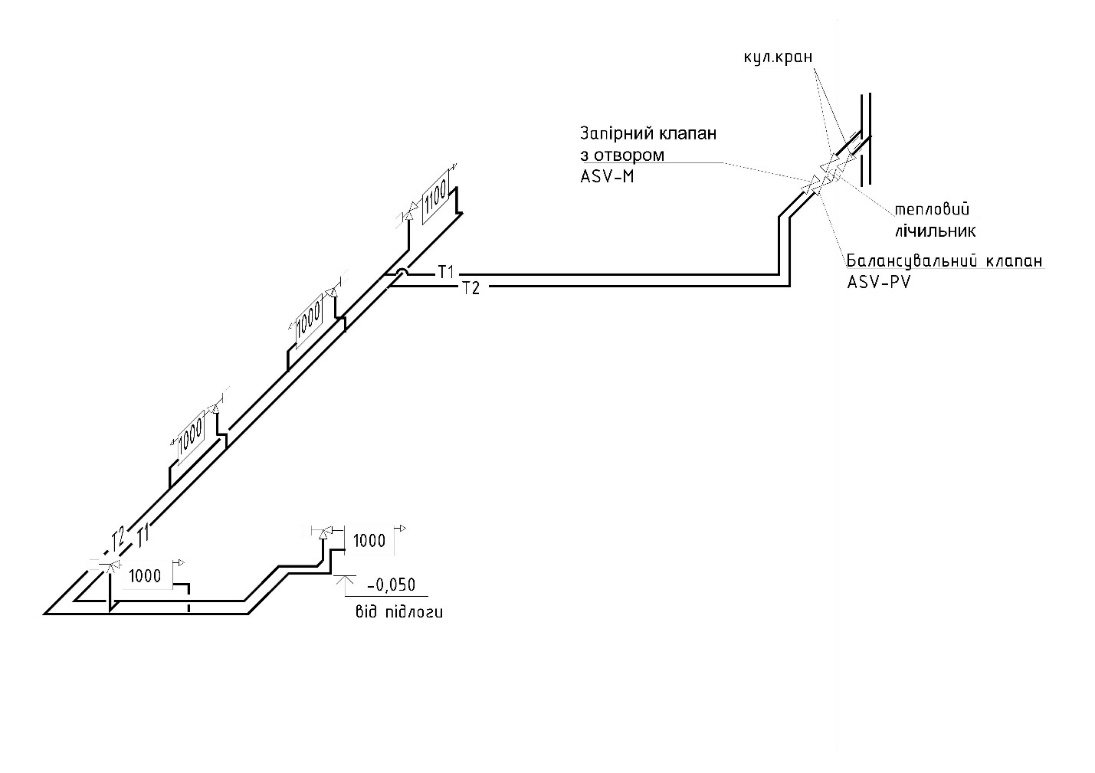 кул.кран
Запірний клапан
з отвором
ASV-M
тепловий
лічильник
Балансувальний клапан
ASV-PV
1100
T1
T2
1000
1000
T2
T1
1000
1000
-0,050
від підлоги